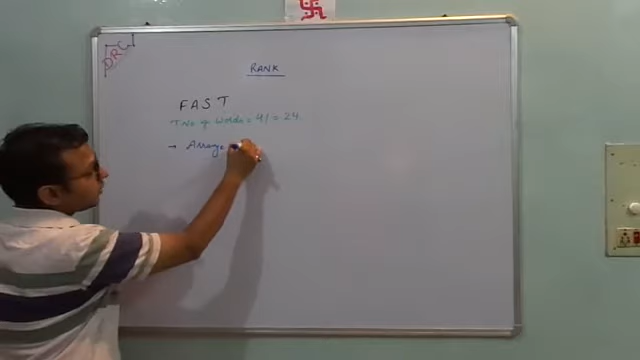 DRC
RANK
FAST
T No of Words = 4! = 24.
→ Arrange